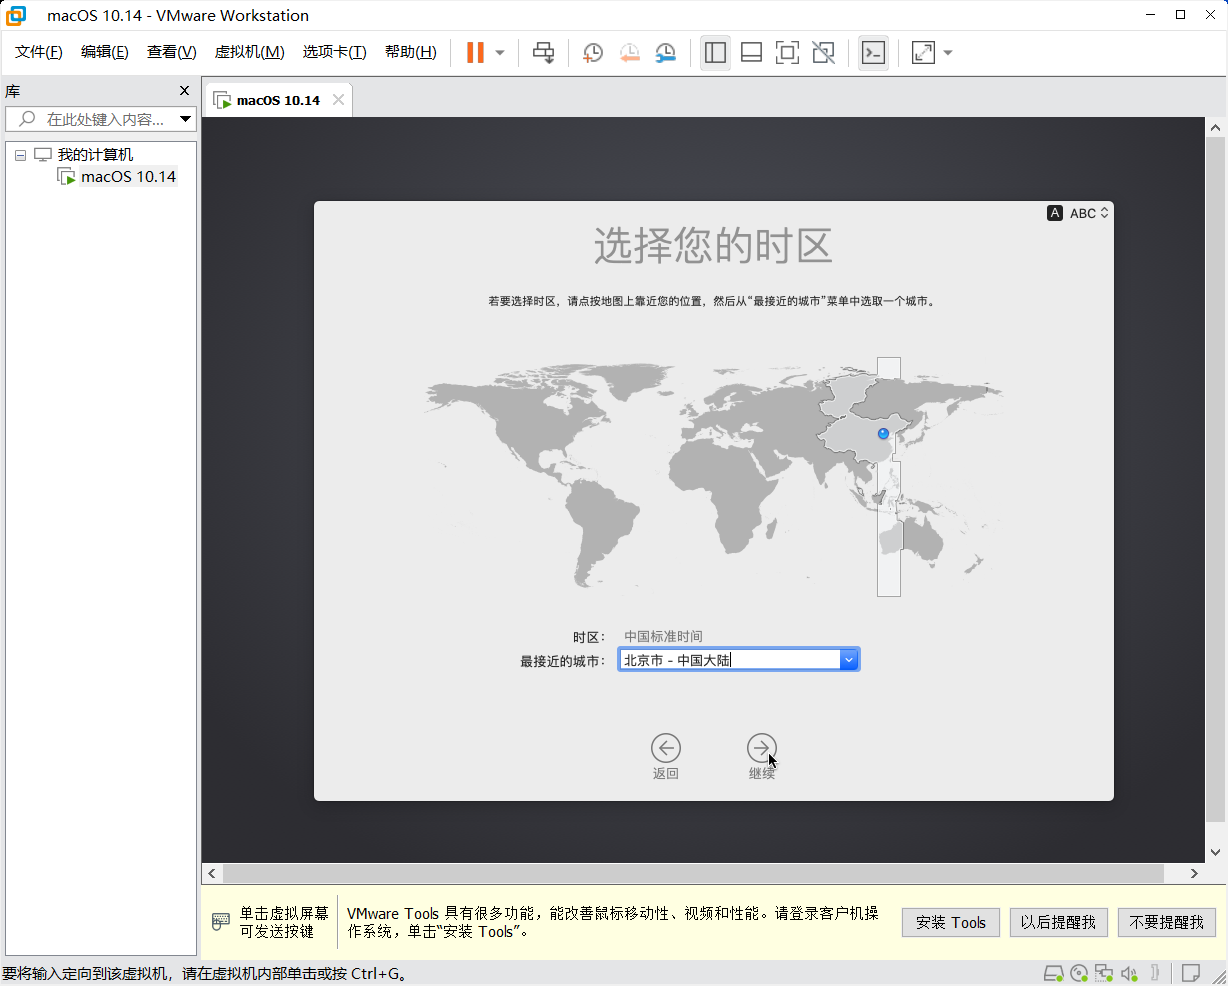 macOS 10.14 - VMware Workstation
文件(F) 编辑(E) 查看(V) 虚拟机(M) 选项卡(T) 帮助(H)
库
在此处键入内容...
我的计算机
macOS 10.14
macOS 10.14
A ABC
选择您的时区
若要选择时区，请点按地图上靠近您的位置，然后从“最接近的城市”菜单中选取一个城市。
时区： 中国标准时间
最接近的城市： 北京市 - 中国大陆
返回 继续
单击虚拟屏幕
可发送按键
VMware Tools 具有很多功能，能改善鼠标移动性、视频和性能。请登录客户机操
作系统，单击“安装 Tools”。
安装 Tools 以后提醒我 不要提醒我
要将输入定向到该虚拟机，请在虚拟机内部单击或按 Ctrl+G。